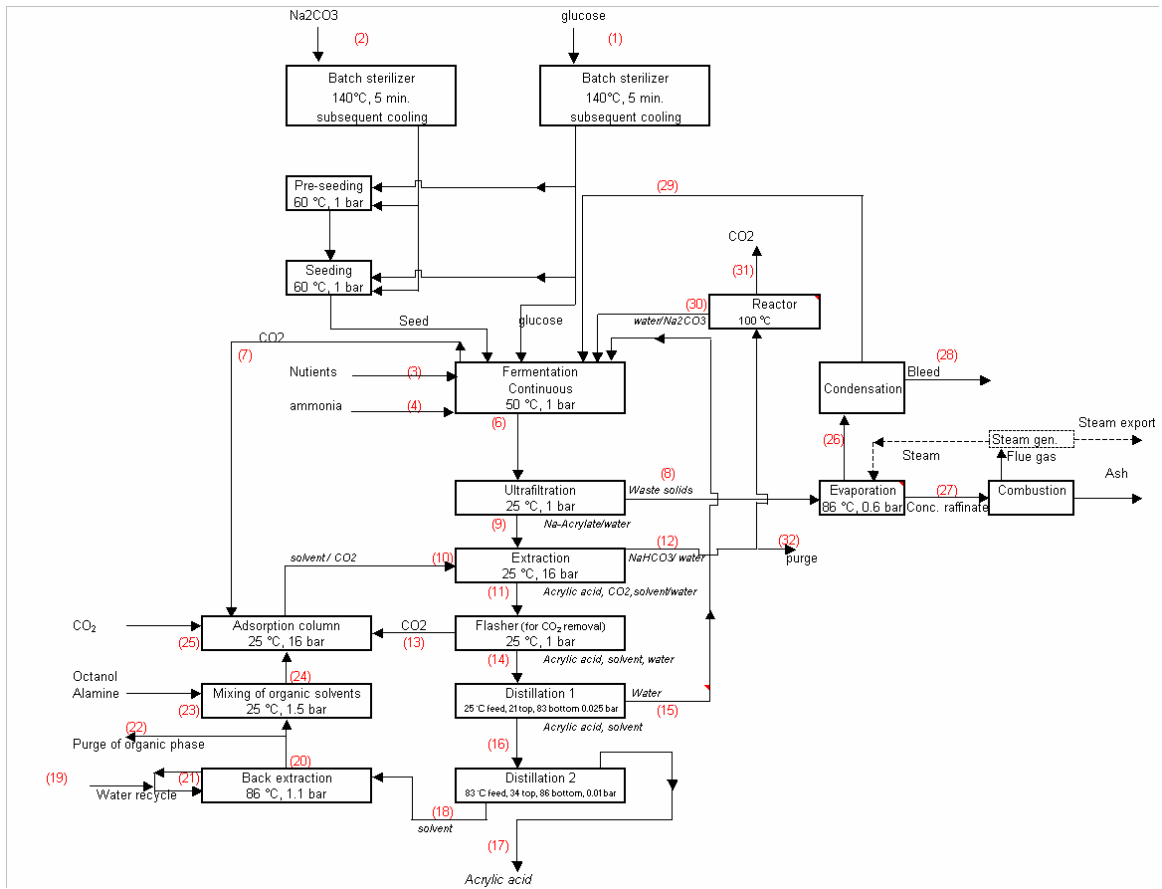 Na2CO3
glucose
(2)
(1)
Batch sterilizer
140°C, 5 min.
subsequent cooling
Batch sterilizer
140°C, 5 min.
subsequent cooling
(29)
Pre-seeding
60 °C, 1 bar
CO2
(31)
Seeding
60 °C, 1 bar
(30)
Reactor
100 °C
Seed
glucose
water/Na2CO3
CO2
(7)
(28)
Bleed
Nutients
(3)
Fermentation
Continuous
50 °C, 1 bar
Condensation
ammonia
(4)
(6)
(26)
Steam export
Steam gen.
Steam
Flue gas
(8)
Ash
Ultrafiltration
25 °C, 1 bar
Waste solids
Evaporation
86 °C, 0.6 bar
(27)
Conc. raffinate
Combustion
(9)
Na-Acrylate/water
(12)
(32)
solvent / CO2
(10)
Extraction
25 °C, 16 bar
NaHCO3/ water
purge
(11)
Acrylic acid, CO2,solvent/water
CO₂
(25)
Adsorption column
25 °C, 16 bar
CO2
(13)
Flasher (for CO₂ removal)
25 °C, 1 bar
(14)
Acrylic acid, solvent, water
(24)
Octanol
Alamine
(23)
Mixing of organic solvents
25 °C, 1.5 bar
Distillation 1
25 °C feed, 21 top, 83 bottom 0.025 bar
Water
(15)
Acrylic acid, solvent
(22)
Purge of organic phase
(16)
(20)
(19)
Water recycle
(21)
Back extraction
86 °C, 1.1 bar
Distillation 2
83 °C feed, 34 top, 86 bottom, 0.01 bar
(18)
solvent
(17)
Acrylic acid